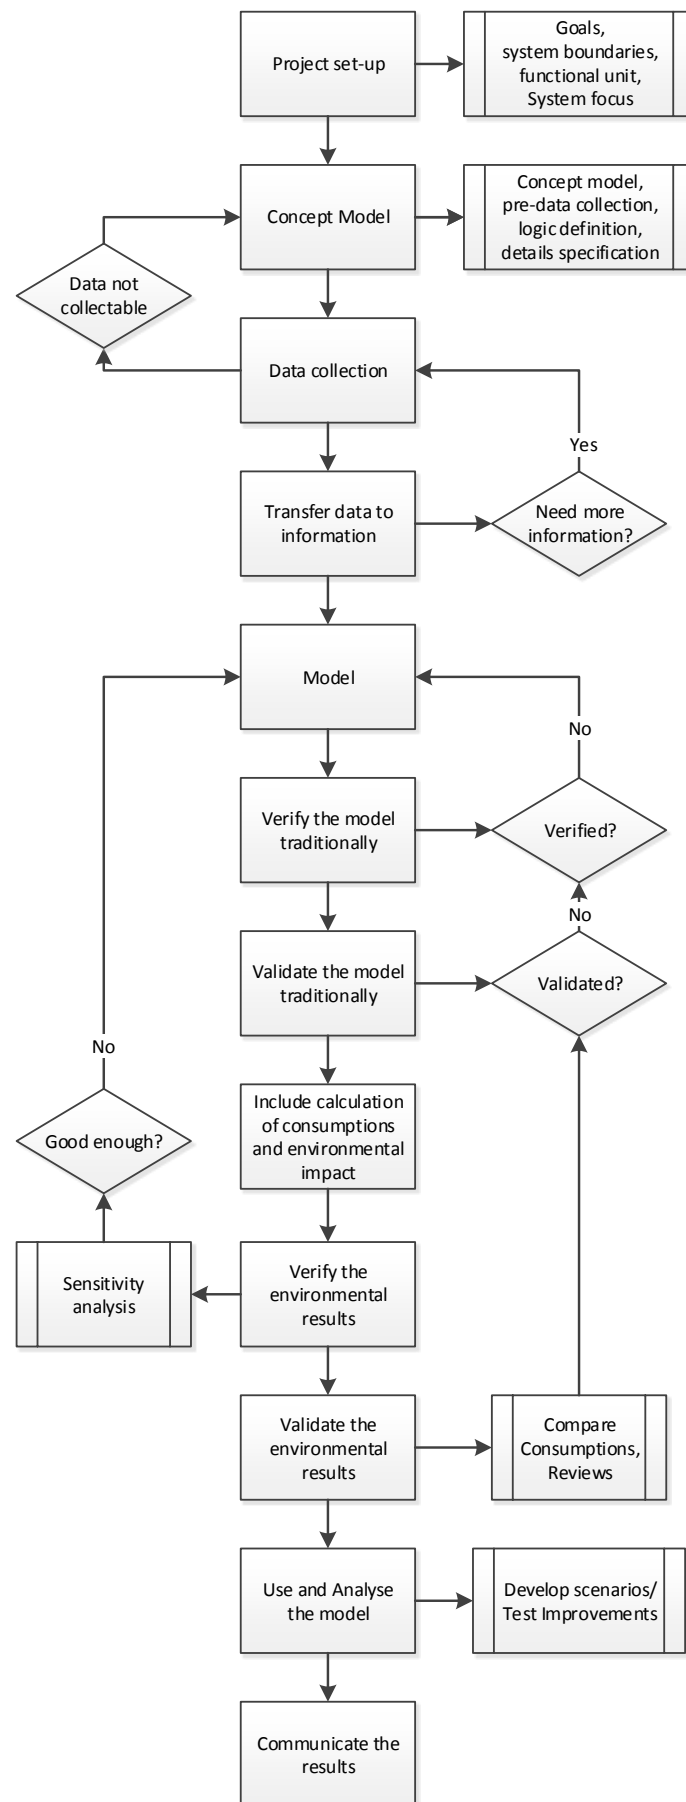 Project set-up
Goals,
system boundaries,
functional unit,
System focus
Concept Model
Concept model,
pre-data collection,
logic definition,
details specification
Data not
collectable
Data collection
Yes
Transfer data to
information
Need more
information?
Model
No
Verify the model
traditionally
Verified?
No
Validate the model
traditionally
Validated?
No
Include calculation
of consumptions
and environmental
impact
Good enough?
Sensitivity
analysis
Verify the
environmental
results
Validate the
environmental
results
Compare
Consumptions,
Reviews
Use and Analyse
the model
Develop scenarios/
Test Improvements
Communicate the
results